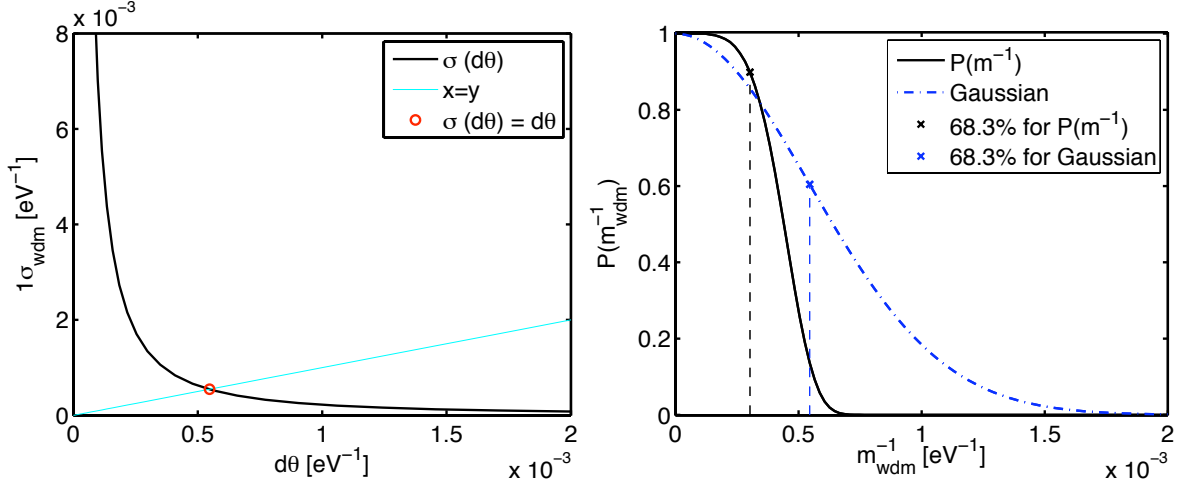 x 10⁻³
8
6
4
2
0
1σ_wdm [eV⁻¹]
σ (dθ)
x=y
σ (dθ) = dθ
0 0.5 1 1.5 2
dθ [eV⁻¹]
x 10⁻³
1
0.8
0.6
0.4
0.2
0
P(m⁻¹_wdm)
P(m⁻¹)
Gaussian
68.3% for P(m⁻¹)
68.3% for Gaussian
0 0.5 1 1.5 2
m⁻¹_wdm [eV⁻¹]
x 10⁻³